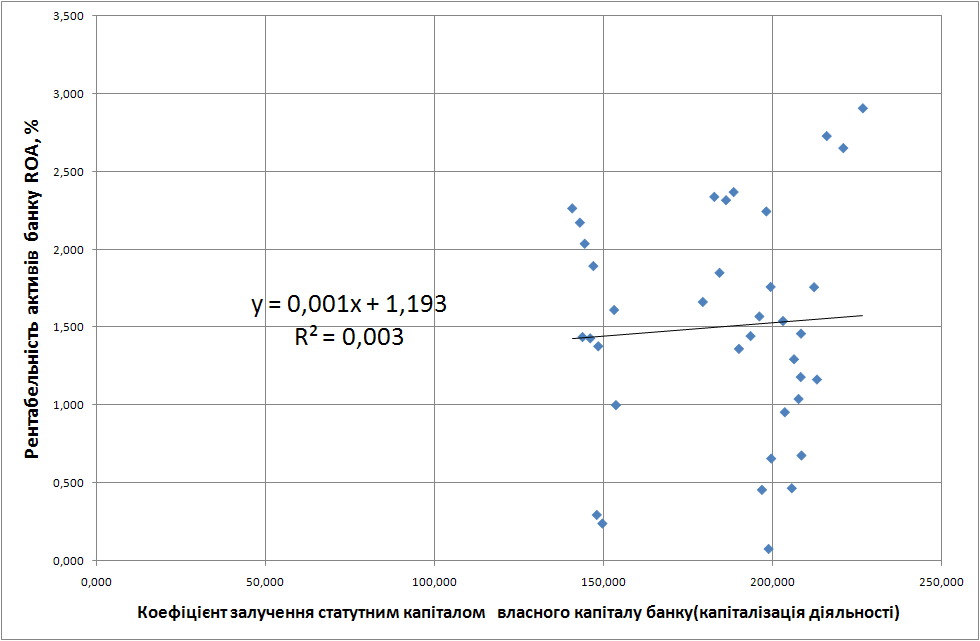 3,500
3,000
2,500
2,000
1,500
1,000
0,500
0,000
Рентабельність активів банку ROA, %
y = 0,001x + 1,193
R² = 0,003
0,000 50,000 100,000 150,000 200,000 250,000
Коефіцієнт залучення статутним капіталом власного капіталу банку(капіталізація діяльності)